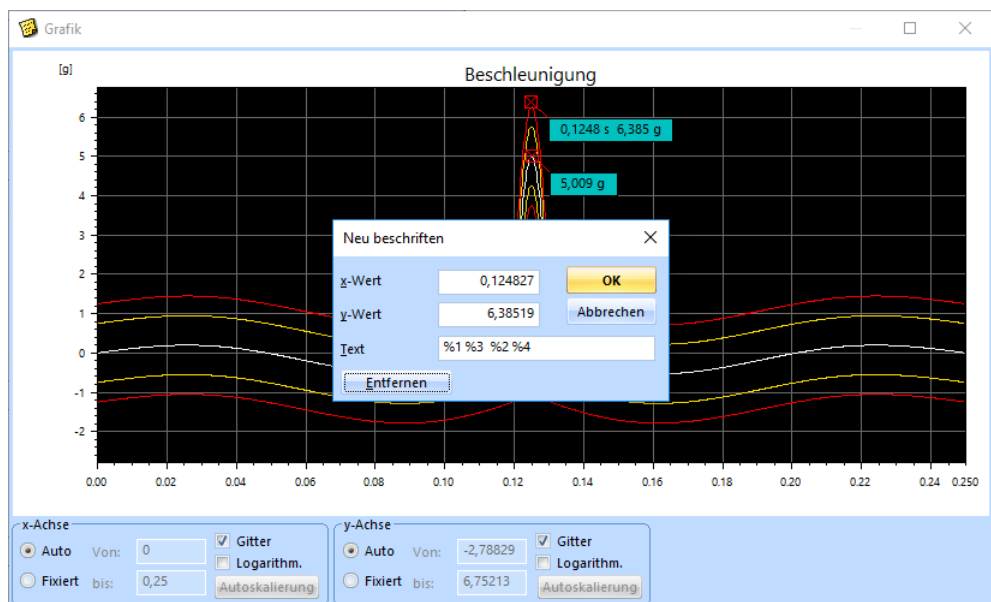 Grafik
[g]
Beschleunigung
6
0,1248 s 6,385 g
5
5,009 g
4
3
Neu beschriften
2
x-Wert 0,124827 OK
1
y-Wert 6,38519 Abbrechen
0
Text %1 %3 %2 %4
Entfernen
-1
-2
0.00 0.02 0.04 0.06 0.08 0.10 0.12 0.14 0.16 0.18 0.20 0.22 0.24 0.250
x-Achse
Auto Von: 0 Gitter
Logarithm.
Fixiert bis: 0,25 Autoskalierung
y-Achse
Auto Von: -2,78829 Gitter
Logarithm.
Fixiert bis: 6,75213 Autoskalierung